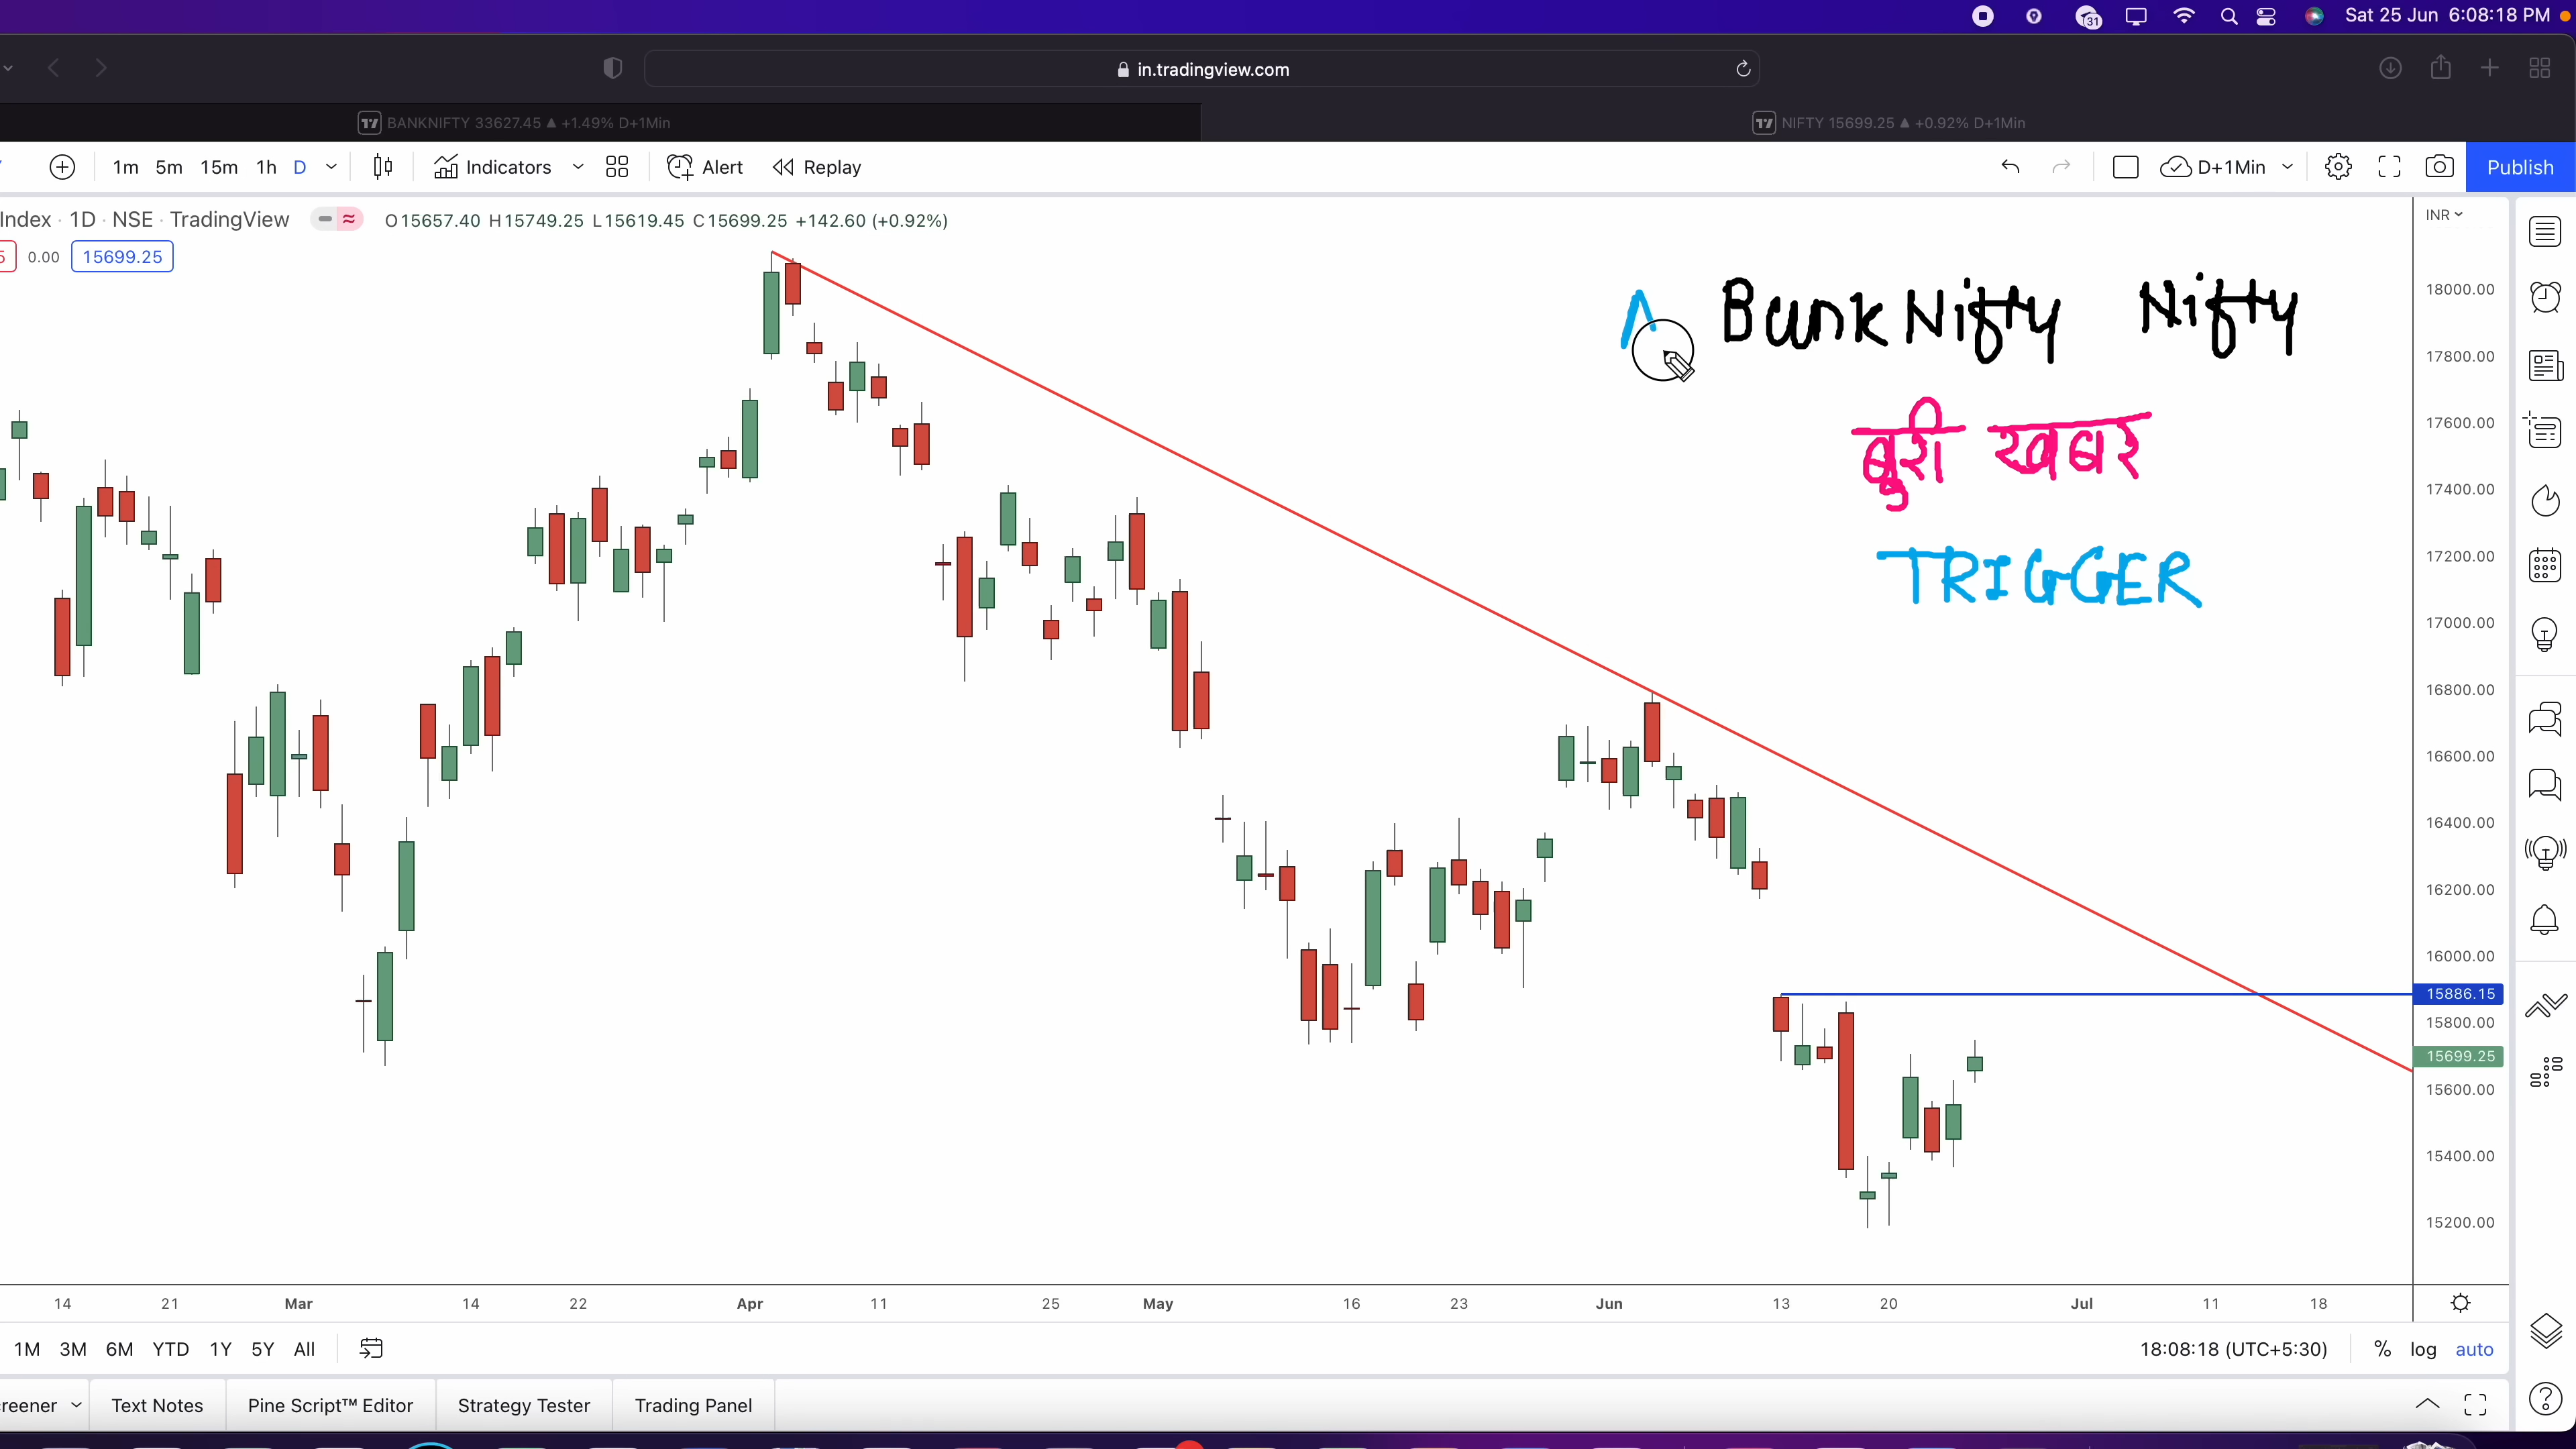 Sat 25 Jun 6:08:18 PM
31
in.tradingview.com
BANKNIFTY 33627.45 ▲ +1.49% D+1Min
NIFTY 15699.25 ▲ +0.92% D+1Min
1m 5m 15m 1h D Indicators Alert Replay D+1Min Publish
Index · 1D · NSE · TradingView O15657.40 H15749.25 L15619.45 C15699.25 +142.60 (+0.92%)
INR
5 0.00 15699.25
BankNifty Nifty
बुरी खबर
TRIGGER
18000.00
17800.00
17600.00
17400.00
17200.00
17000.00
16800.00
16600.00
16400.00
16200.00
16000.00
15886.15
15800.00
15699.25
15600.00
15400.00
15200.00
14 21 Mar 14 22 Apr 11 25 May 16 23 Jun 13 20 Jul 11 18
1M 3M 6M YTD 1Y 5Y All 18:08:18 (UTC+5:30) % log auto
reener Text Notes Pine Script™ Editor Strategy Tester Trading Panel